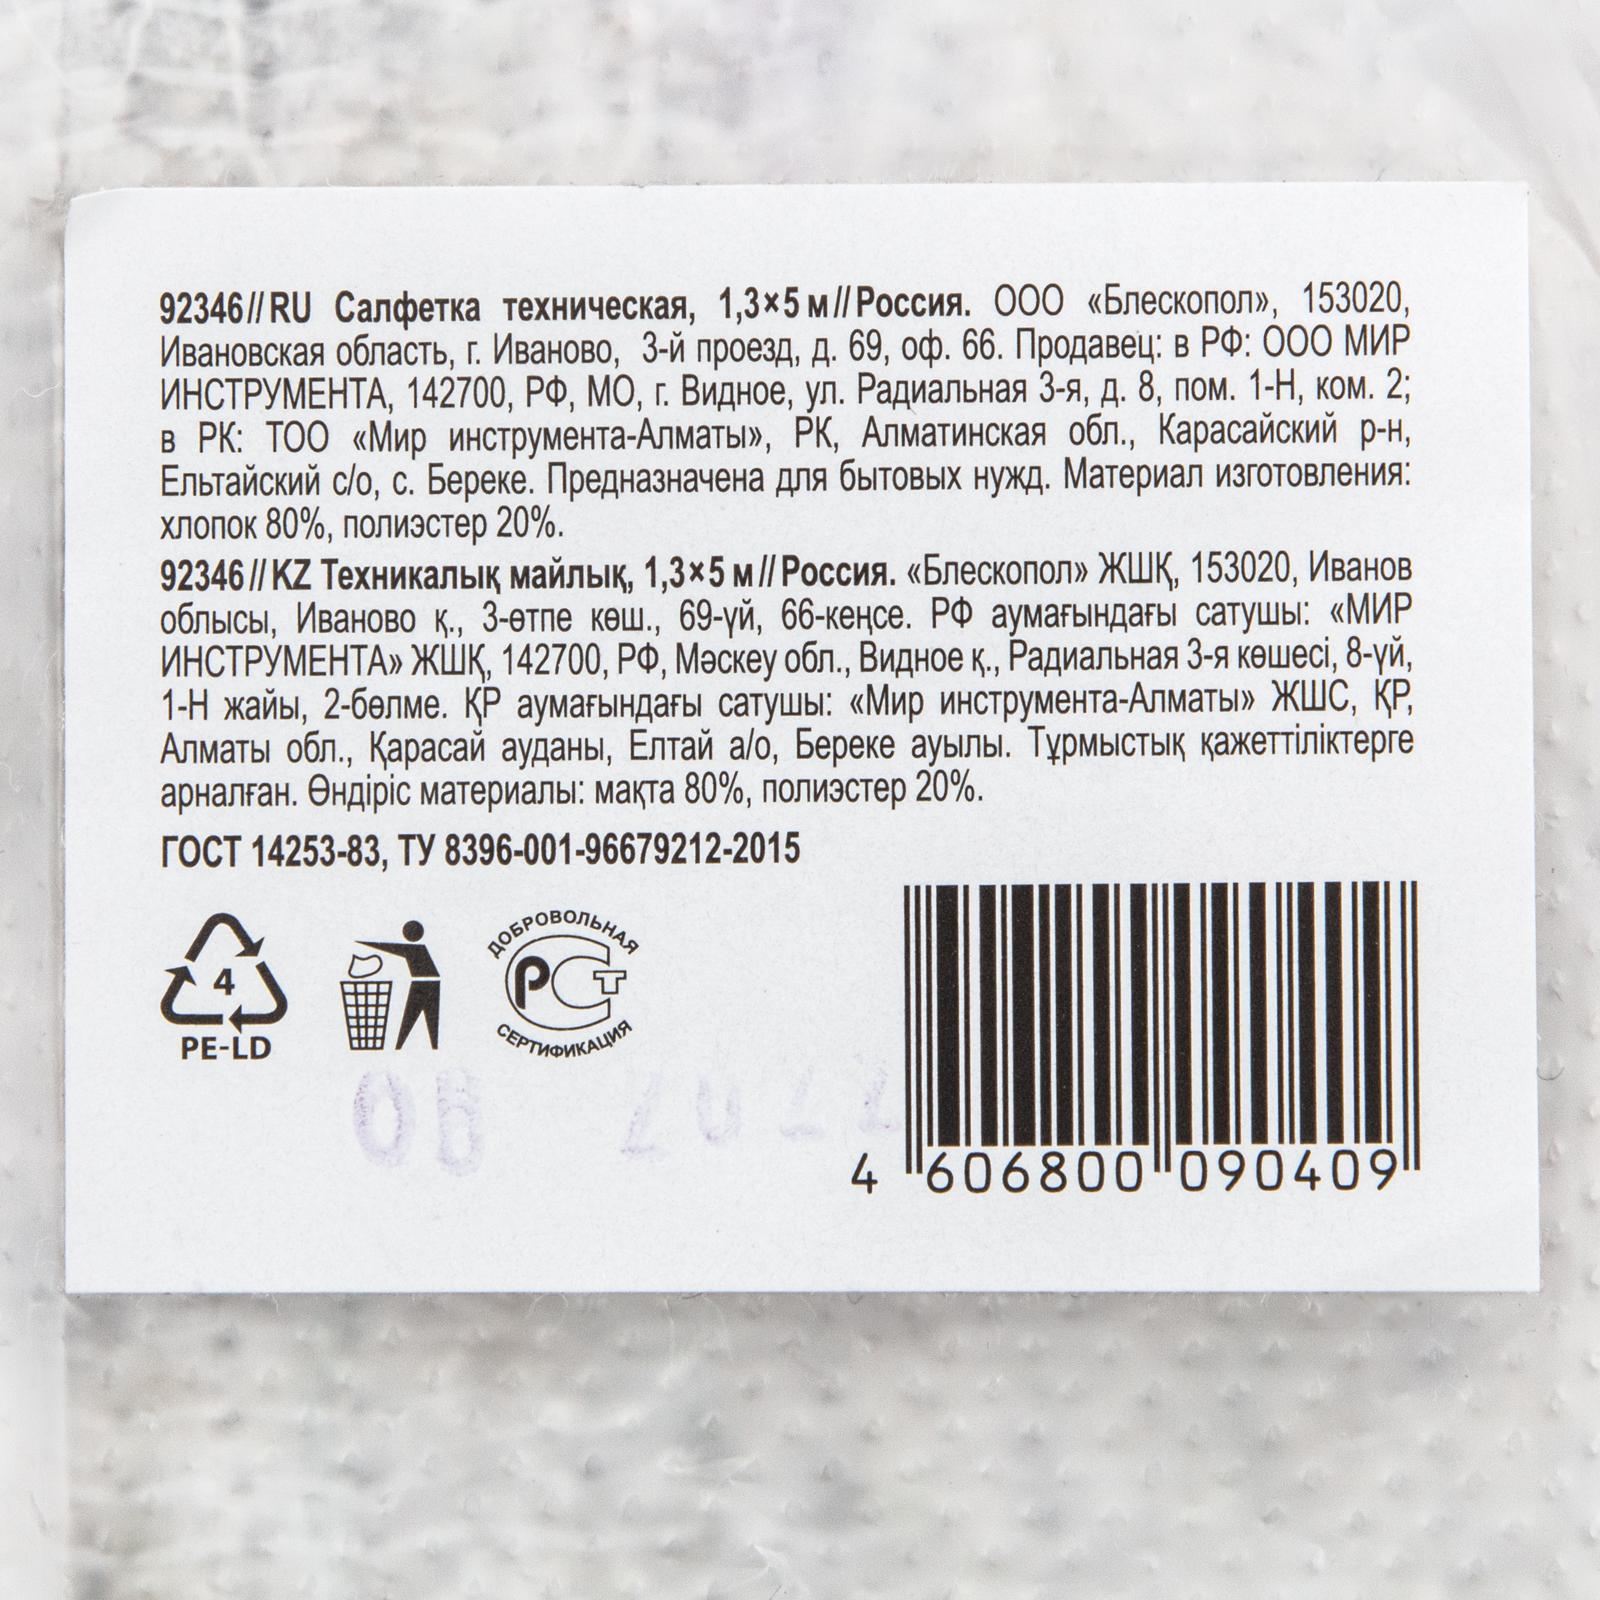 92346//RU Салфетка техническая, 1,3×5 м//Россия. ООО «Блескопол», 153020,
Ивановская область, г. Иваново, 3-й проезд, д. 69, оф. 66. Продавец: в РФ: ООО МИР
ИНСТРУМЕНТА, 142700, РФ, МО, г. Видное, ул. Радиальная 3-я, д. 8, пом. 1-Н, ком. 2;
в РК: ТОО «Мир инструмента-Алматы», РК, Алматинская обл., Карасайский р-н,
Ельтайский с/о, с. Береке. Предназначена для бытовых нужд. Материал изготовления:
хлопок 80%, полиэстер 20%.
92346//KZ Техникалық майлық, 1,3×5 м//Россия. «Блескопол» ЖШҚ, 153020, Иванов
облысы, Иваново қ., 3-өтпе көш., 69-үй, 66-кеңсе. РФ аумағындағы сатушы: «МИР
ИНСТРУМЕНТА» ЖШҚ, 142700, РФ, Мәскеу обл., Видное қ., Радиальная 3-я көшесі, 8-үй,
1-Н жайы, 2-бөлме. ҚР аумағындағы сатушы: «Мир инструмента-Алматы» ЖШС, ҚР,
Алматы обл., Қарасай ауданы, Елтай а/о, Береке ауылы. Тұрмыстық қажеттіліктерге
арналған. Өндіріс материалы: мақта 80%, полиэстер 20%.
ГОСТ 14253-83, ТУ 8396-001-96679212-2015
4
PE-LD
ДОБРОВОЛЬНАЯ
РСТ
СЕРТИФИКАЦИЯ
4 606800 090409